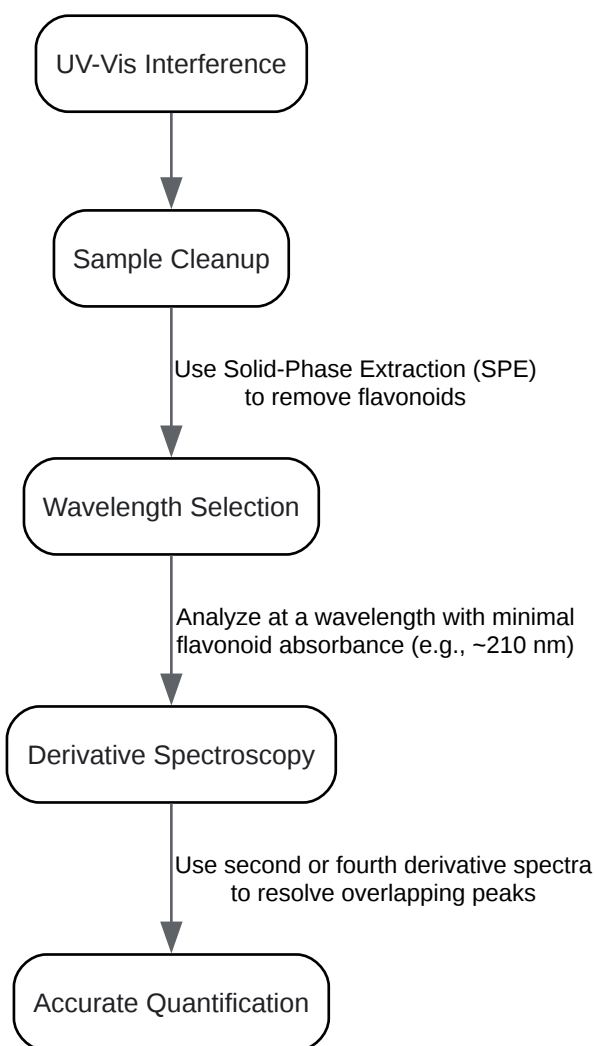 UV-Vis Interference
Sample Cleanup
Use Solid-Phase Extraction (SPE)
to remove flavonoids
Wavelength Selection
Analyze at a wavelength with minimal
flavonoid absorbance (e.g., ~210 nm)
Derivative Spectroscopy
Use second or fourth derivative spectra
to resolve overlapping peaks
Accurate Quantification